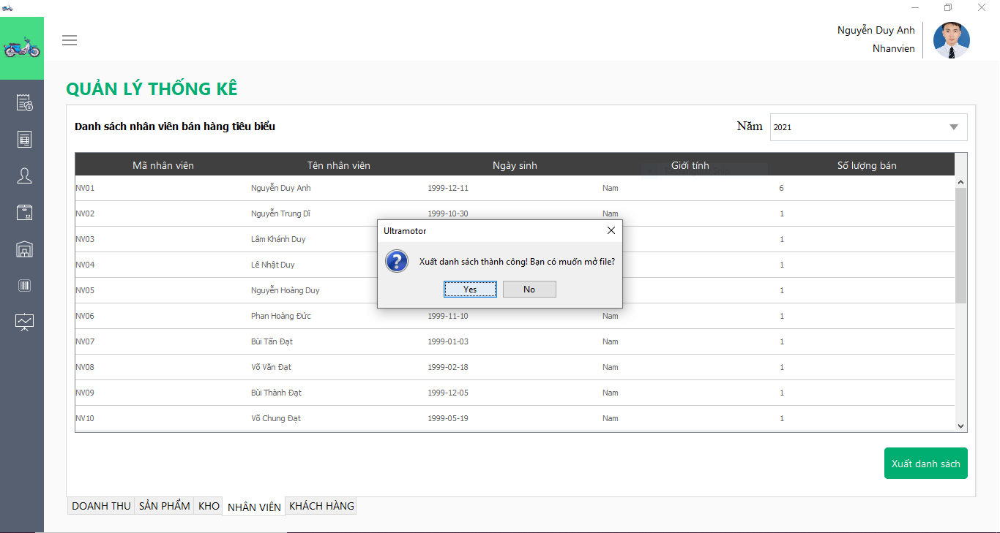 Nguyễn Duy Anh
Nhanvien
QUẢN LÝ THỐNG KÊ
Danh sách nhân viên bán hàng tiêu biểu Năm 2021
Mã nhân viên Tên nhân viên Ngày sinh Giới tính Số lượng bán
NV01 Nguyễn Duy Anh 1999-12-11 Nam 6
NV02 Nguyễn Trung Dĩ 1999-10-30 Nam 1
NV03 Lâm Khánh Duy 1
NV04 Lê Nhật Duy 1
NV05 Nguyễn Hoàng Duy 1
NV06 Phan Hoàng Đức 1999-11-10 Nam 1
NV07 Bùi Tấn Đạt 1999-01-03 Nam 1
NV08 Võ Văn Đạt 1999-02-18 Nam 1
NV09 Bùi Thành Đạt 1999-12-05 Nam 1
NV10 Võ Chung Đạt 1999-05-19 Nam 1
Ultramotor
Xuất danh sách thành công! Bạn có muốn mở file?
Yes No
Xuất danh sách
DOANH THU SẢN PHẨM KHO NHÂN VIÊN KHÁCH HÀNG